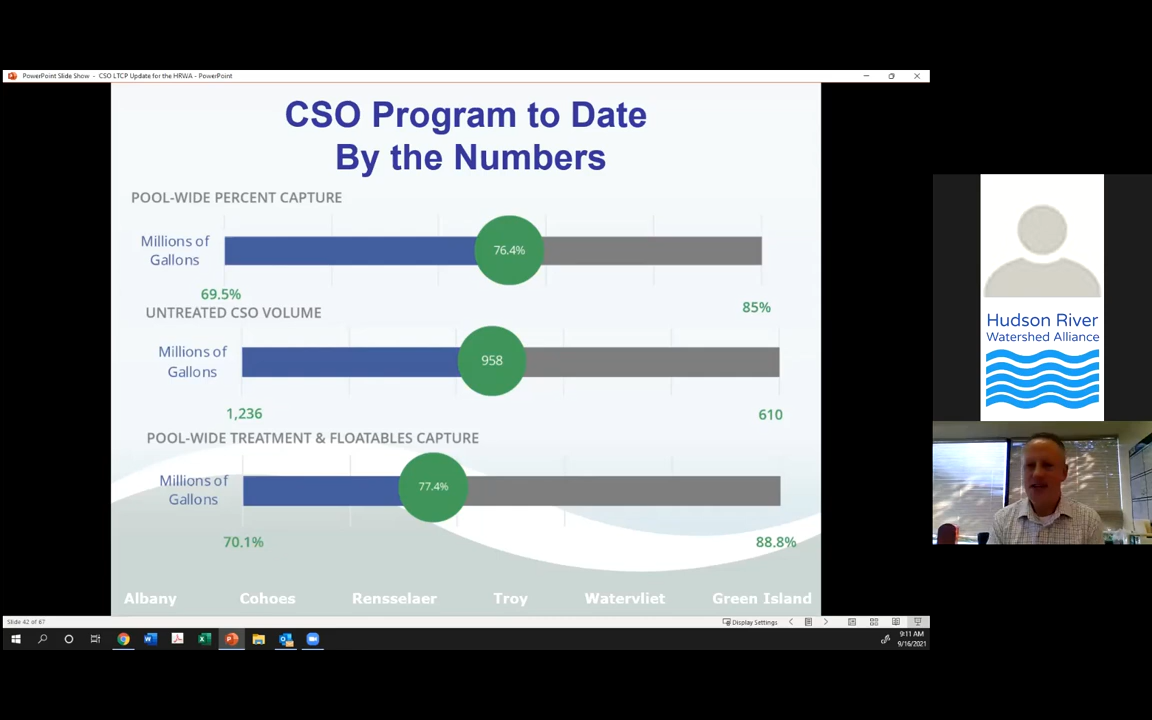 PowerPoint Slide Show - CSO LTCP Update for the HRWA - PowerPoint
CSO Program to Date
By the Numbers
POOL-WIDE PERCENT CAPTURE
Millions of
Gallons
76.4%
69.5%
85%
UNTREATED CSO VOLUME
Millions of
Gallons
958
1,236
610
POOL-WIDE TREATMENT & FLOATABLES CAPTURE
Millions of
Gallons
77.4%
70.1%
88.8%
Albany Cohoes Rensselaer Troy Watervliet Green Island
Hudson River
Watershed Alliance
Slide 42 of 67
Display Settings
9:11 AM
9/16/2021